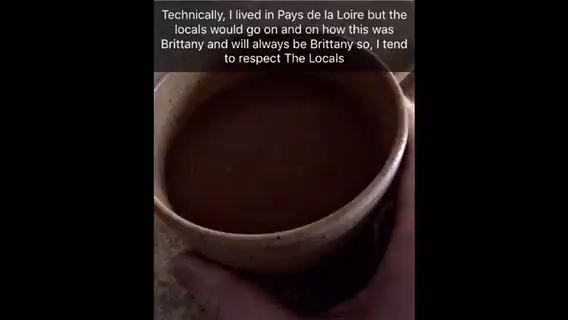 Technically, I lived in Pays de la Loire but the
locals would go on and on how this was
Brittany and will always be Brittany so, I tend
to respect The Locals